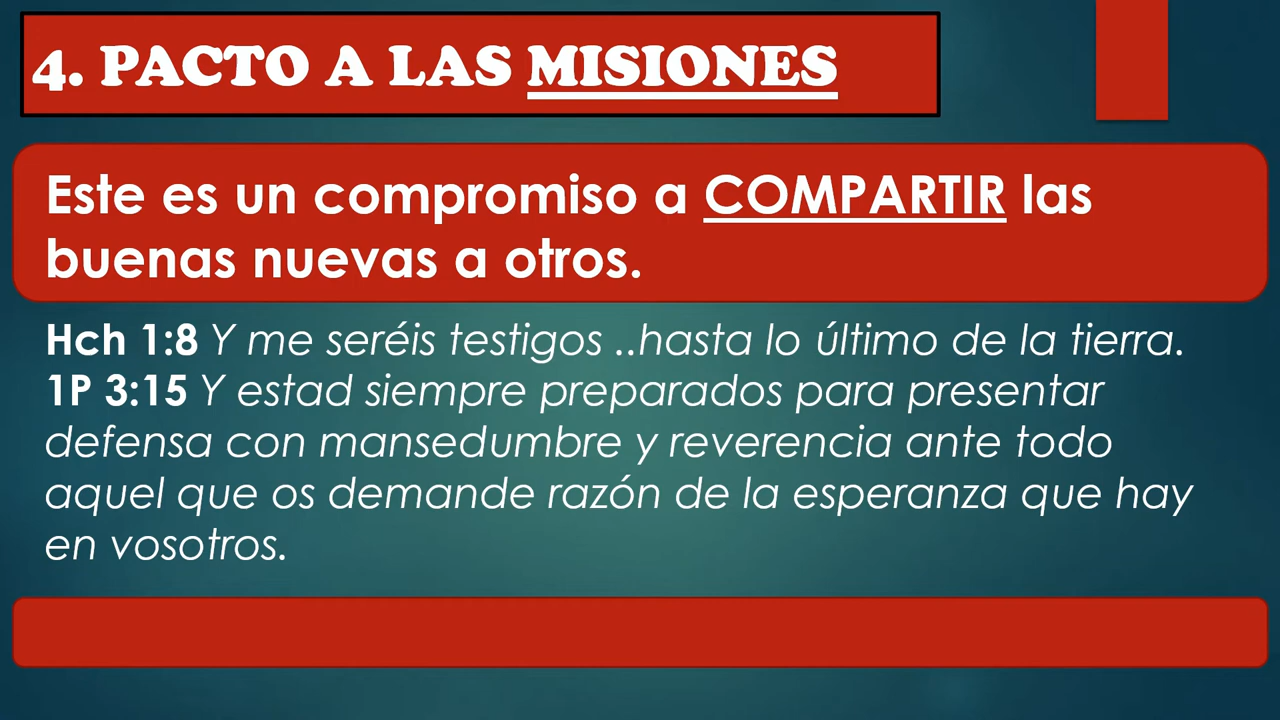 4. PACTO A LAS MISIONES
Este es un compromiso a COMPARTIR las
buenas nuevas a otros.
Hch 1:8 Y me seréis testigos ..hasta lo último de la tierra.
1P 3:15 Y estad siempre preparados para presentar
defensa con mansedumbre y reverencia ante todo
aquel que os demande razón de la esperanza que hay
en vosotros.